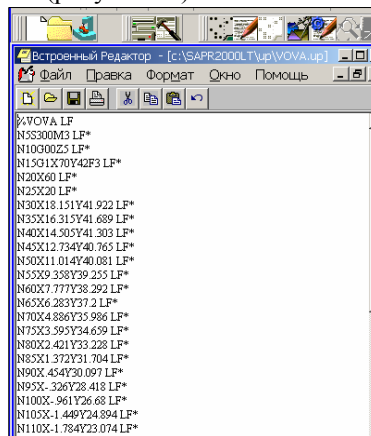 Встроенный Редактор - [c:\SAPR2000LT\up\VOVA.up]
Файл Правка Формат Окно Помощь
%VOVA LF
N5S300M3 LF*
N10G00Z5 LF*
N15G1X70Y42F3 LF*
N20X60 LF*
N25X20 LF*
N30X18.151Y41.922 LF*
N35X16.315Y41.689 LF*
N40X14.505Y41.303 LF*
N45X12.734Y40.765 LF*
N50X11.014Y40.081 LF*
N55X9.358Y39.255 LF*
N60X7.777Y38.292 LF*
N65X6.283Y37.2 LF*
N70X4.886Y35.986 LF*
N75X3.595Y34.659 LF*
N80X2.421Y33.228 LF*
N85X1.372Y31.704 LF*
N90X.454Y30.097 LF*
N95X-.326Y28.418 LF*
N100X-.961Y26.68 LF*
N105X-1.449Y24.894 LF*
N110X-1.784Y23.074 LF*